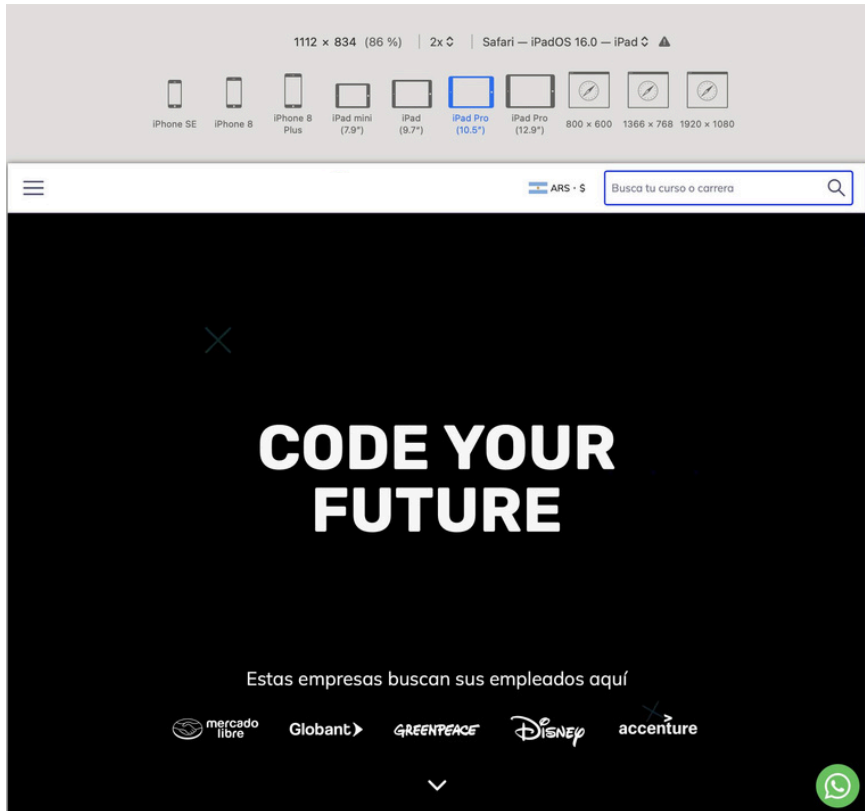 1112 × 834 (86 %) 2x Safari — iPadOS 16.0 — iPad
iPhone SE
iPhone 8
iPhone 8
Plus
iPad mini
(7.9")
iPad
(9.7")
iPad Pro
(10.5")
iPad Pro
(12.9")
800 × 600
1366 × 768
1920 × 1080
ARS - $
Busca tu curso o carrera
CODE YOUR
FUTURE
Estas empresas buscan sus empleados aquí
mercado
libre
Globant
GREENPEACE
Disney
accenture